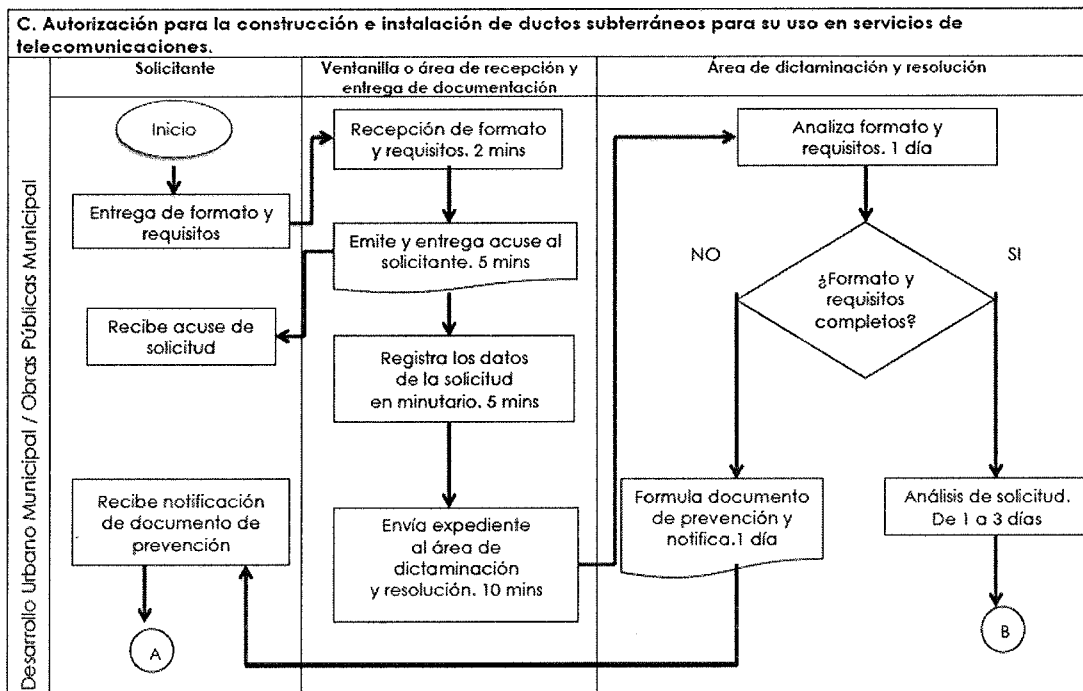 C. Autorización para la construcción e instalación de ductos subterráneos para su uso en servicios de
telecomunicaciones.
Desarrollo Urbano Municipal / Obras Públicas Municipal
Solicitante
Ventanilla o área de recepción y
entrega de documentación
Área de dictaminación y resolución
Inicio
Entrega de formato y
requisitos
Recepción de formato
y requisitos. 2 mins
Emite y entrega acuse al
solicitante. 5 mins
Recibe acuse de
solicitud
Registra los datos
de la solicitud
en minutario. 5 mins
Envía expediente
al área de
dictaminación
y resolución. 10 mins
Analiza formato y
requisitos. 1 día
¿Formato y
requisitos
completos?
NO
SI
Formula documento
de prevención y
notifica.1 día
Análisis de solicitud.
De 1 a 3 días
Recibe notificación
de documento de
prevención
A
B